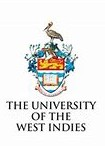 THE UNIVERSITY
OF THE
WEST INDIES